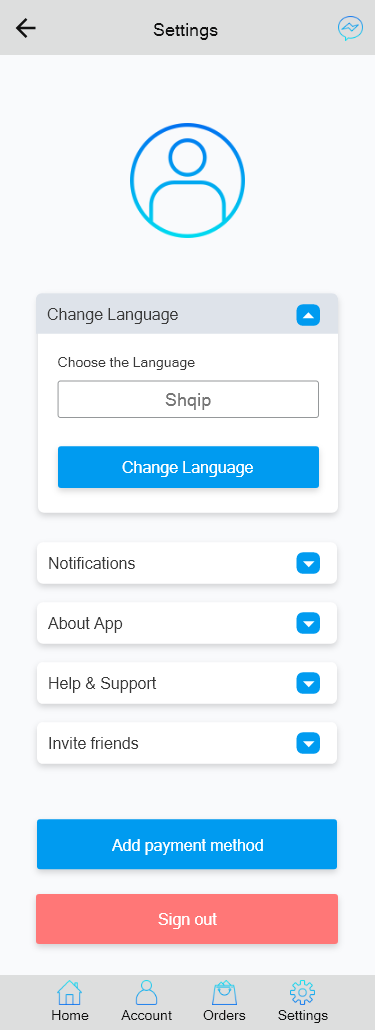 Settings
Change Language
Choose the Language
Shqip
Change Language
Notifications
About App
Help & Support
Invite friends
Add payment method
Sign out
Home Account Orders Settings